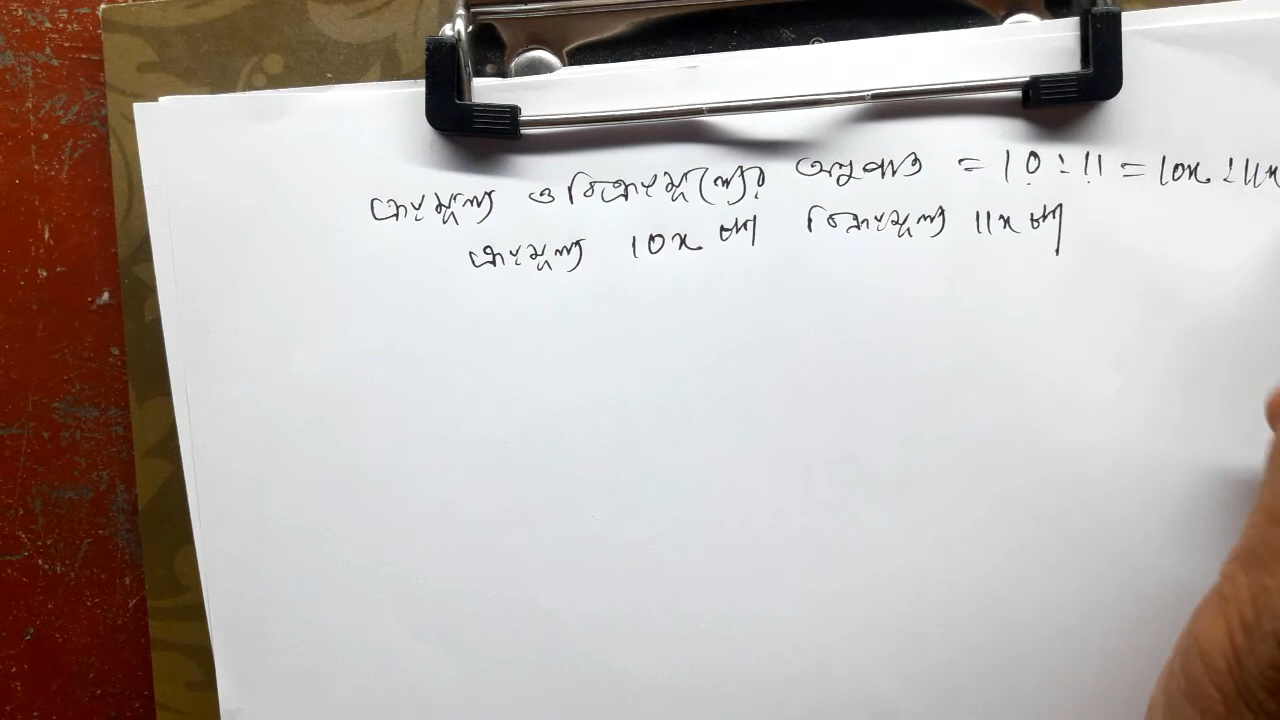 ক্রয়মূল্য ও বিক্রয়মূল্যের অনুপাত = 10 : 11 = 10x : 11x
ক্রয়মূল্য 10x টাকা বিক্রয়মূল্য 11x টাকা